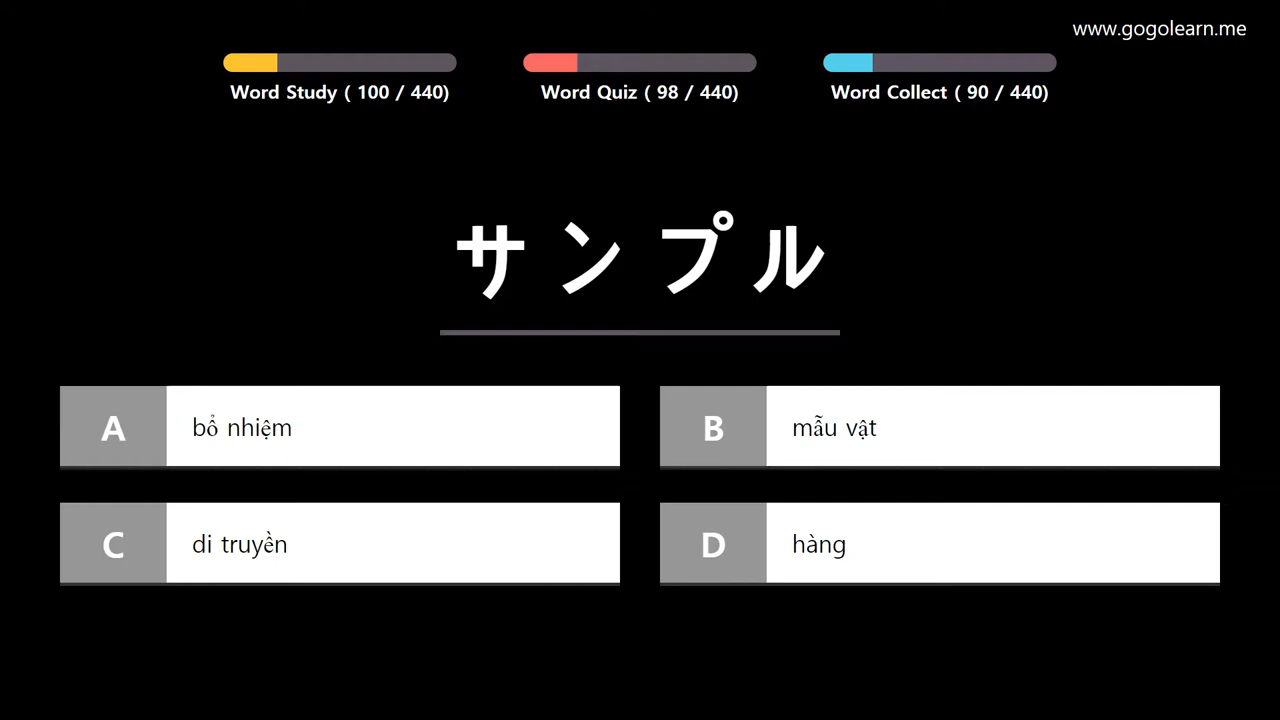 www.gogolearn.me
Word Study ( 100 / 440)
Word Quiz ( 98 / 440)
Word Collect ( 90 / 440)
サンプル
A bổ nhiệm
B mẫu vật
C di truyền
D hàng